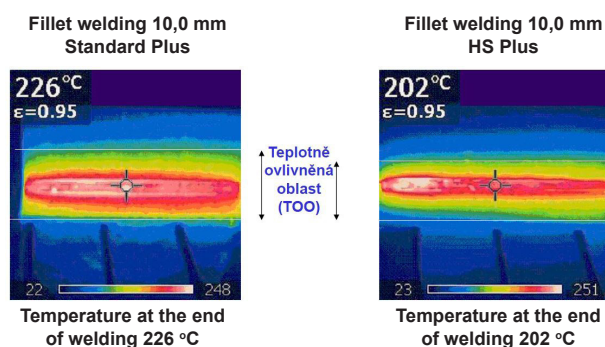 Fillet welding 10,0 mm
Standard Plus
226°C
ε=0.95
22
248
Temperature at the end
of welding 226 °C
Teplotně
ovlivněná
oblast
(TOO)
Fillet welding 10,0 mm
HS Plus
202°C
ε=0.95
23
251
Temperature at the end
of welding 202 °C